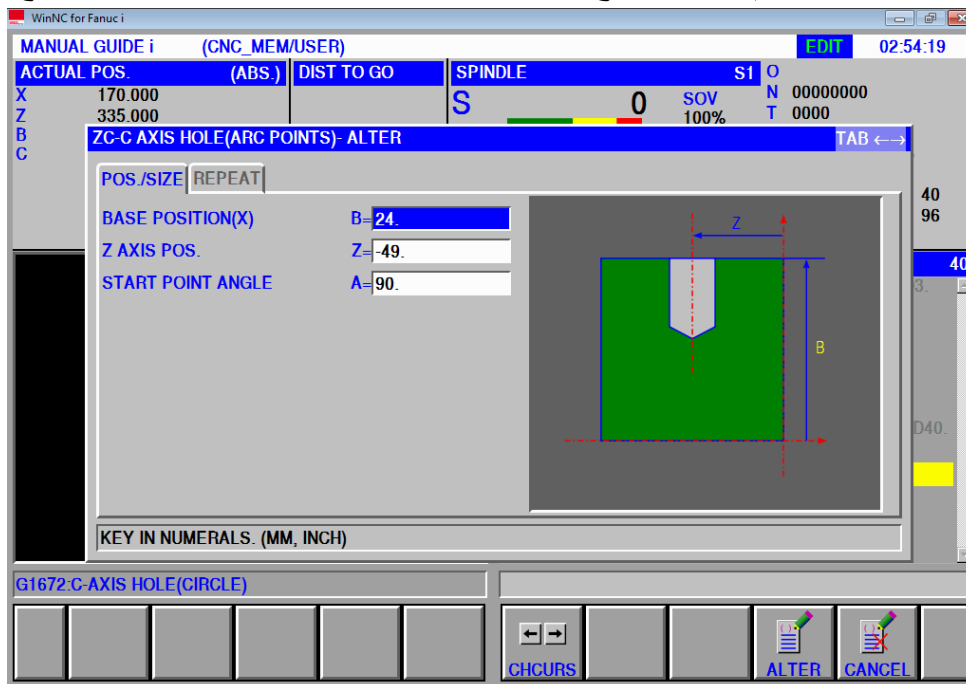 WinNC for Fanuc i
MANUAL GUIDE i (CNC_MEM/USER) EDIT 02:54:19
ACTUAL POS. (ABS.) DIST TO GO SPINDLE S1 O
X 170.000 S 0 SOV N 00000000
Z 335.000 100% T 0000
B ZC-C AXIS HOLE(ARC POINTS)- ALTER TAB ←→
C
POS./SIZE REPEAT
40
BASE POSITION(X) B= 24. Z 96
Z AXIS POS. Z= -49.
40
START POINT ANGLE A= 90. 3.
B
D40.
KEY IN NUMERALS. (MM, INCH)
G1672:C-AXIS HOLE(CIRCLE)
←→
CHCURS ALTER CANCEL